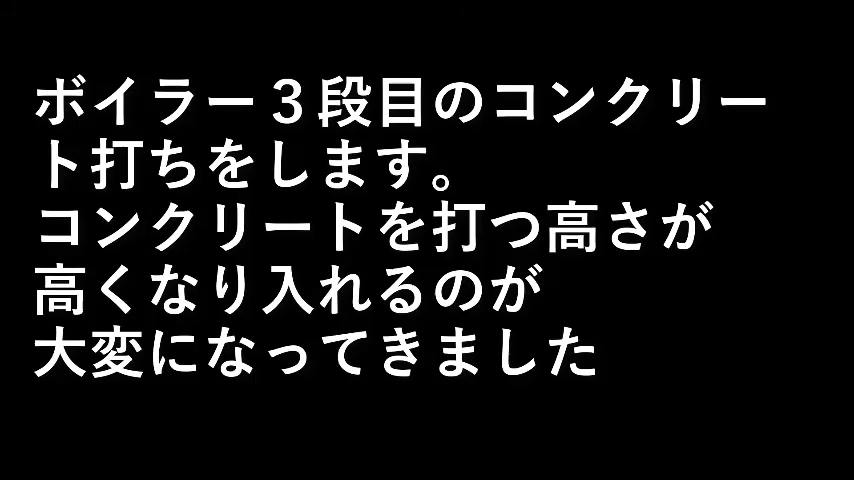 ボイラー３段目のコンクリー
ト打ちをします。
コンクリートを打つ高さが
高くなり入れるのが
大変になってきました